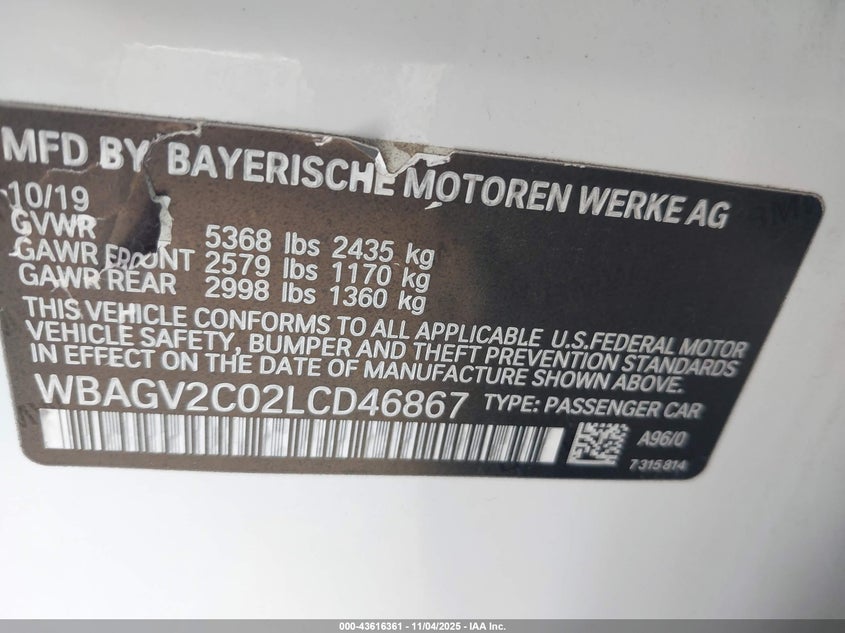 MFD BY BAYERISCHE MOTOREN WERKE AG
10/19
GVWR 5368 lbs 2435 kg
GAWR FRONT 2579 lbs 1170 kg
GAWR REAR 2998 lbs 1360 kg
THIS VEHICLE CONFORMS TO ALL APPLICABLE U.S.FEDERAL MOTOR
VEHICLE SAFETY, BUMPER AND THEFT PREVENTION STANDARDS
IN EFFECT ON THE DATE OF MANUFACTURE SHOWN ABOVE.
WBAGV2C02LCD46867 TYPE: PASSENGER CAR
A96/0
7 315 814
000-43616361 - 11/04/2025 - IAA Inc.